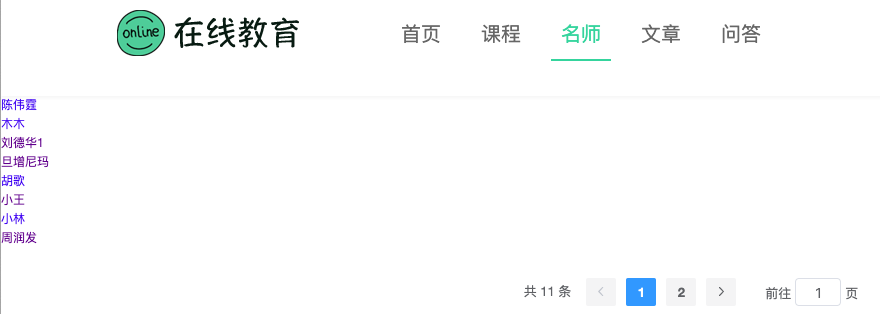 online 在线教育 首页 课程 名师 文章 问答
陈伟霆
木木
刘德华1
旦增尼玛
胡歌
小王
小林
周润发
共 11 条 1 2 前往 1 页